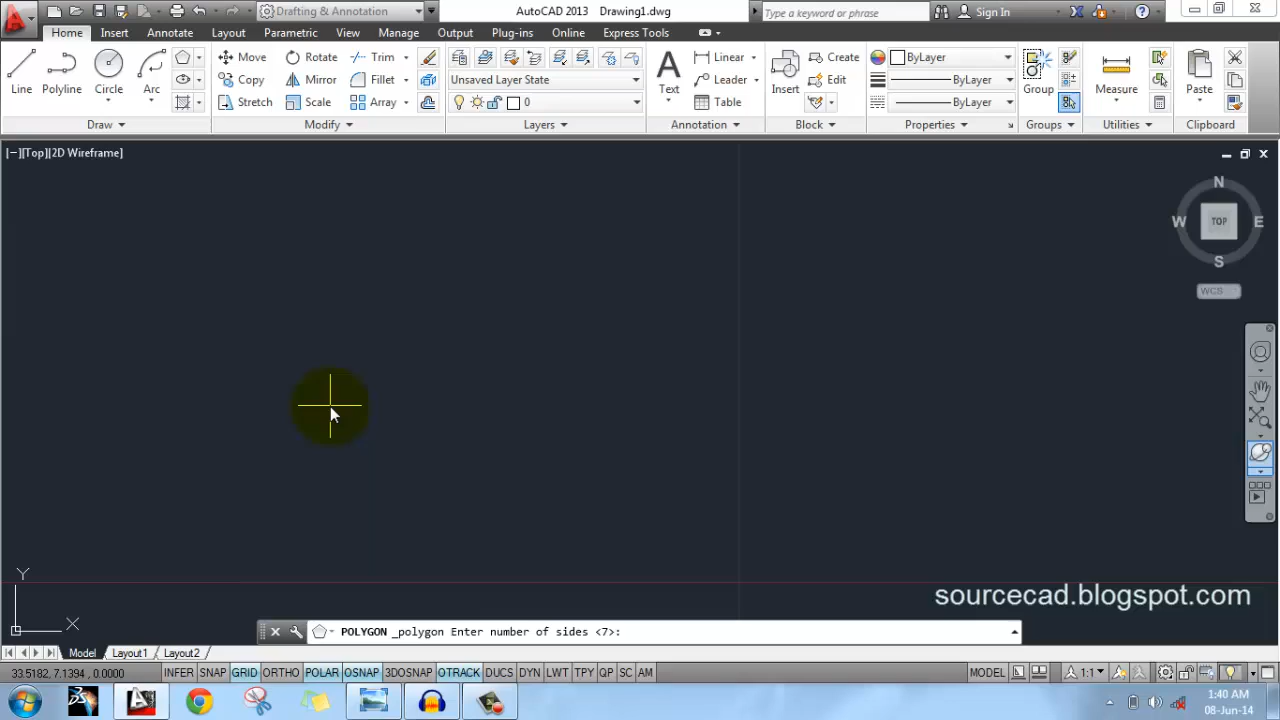 Drafting & Annotation
AutoCAD 2013 Drawing1.dwg
Type a keyword or phrase
Sign In
Home Insert Annotate Layout Parametric View Manage Output Plug-ins Online Express Tools
Line Polyline Circle Arc
Move Rotate Trim
Copy Mirror Fillet
Stretch Scale Array
Unsaved Layer State
0
Text
Linear
Leader
Table
Insert
Create
Edit
ByLayer
ByLayer
ByLayer
Group
Measure
Paste
Draw Modify Layers Annotation Block Properties Groups Utilities Clipboard
[−][Top][2D Wireframe]
N
W TOP E
S
WCS
Y
X
sourcecad.blogspot.com
POLYGON _polygon Enter number of sides <7>:
Model Layout1 Layout2
33.5182, 7.1394 , 0.0000 INFER SNAP GRID ORTHO POLAR OSNAP 3DOSNAP OTRACK DUCS DYN LWT TPY QP SC AM MODEL 1:1
1:40 AM
08-Jun-14